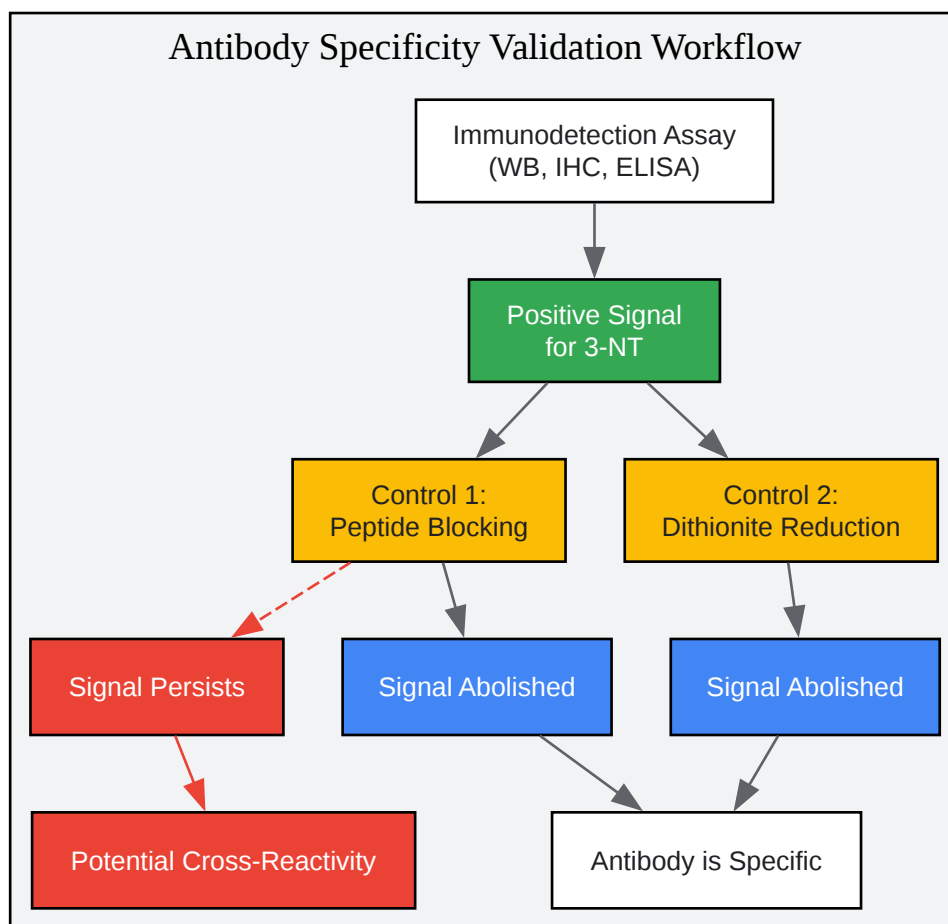 Antibody Specificity Validation Workflow
Immunodetection Assay
(WB, IHC, ELISA)
Positive Signal
for 3-NT
Control 1:
Peptide Blocking
Control 2:
Dithionite Reduction
Signal Persists
Signal Abolished
Signal Abolished
Potential Cross-Reactivity
Antibody is Specific